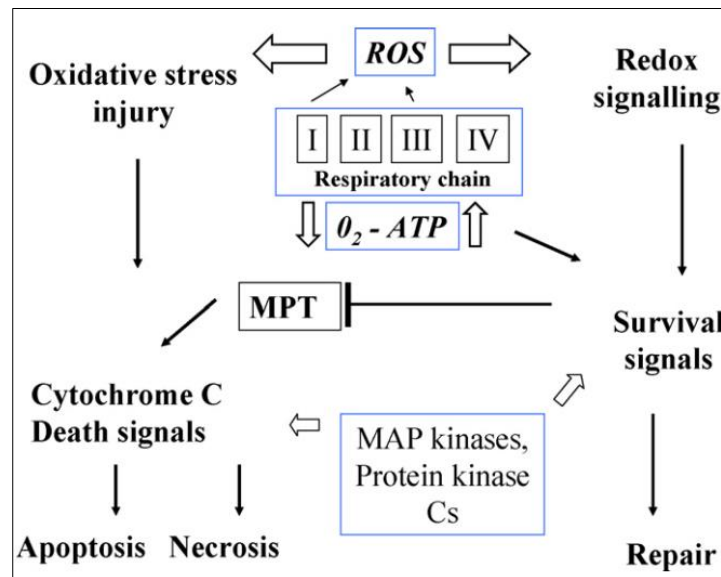 ROS
Oxidative stress
injury
Redox
signalling
I II III IV
Respiratory chain
0₂ - ATP
MPT
Survival
signals
Cytochrome C
Death signals
MAP kinases,
Protein kinase
Cs
Apoptosis Necrosis
Repair